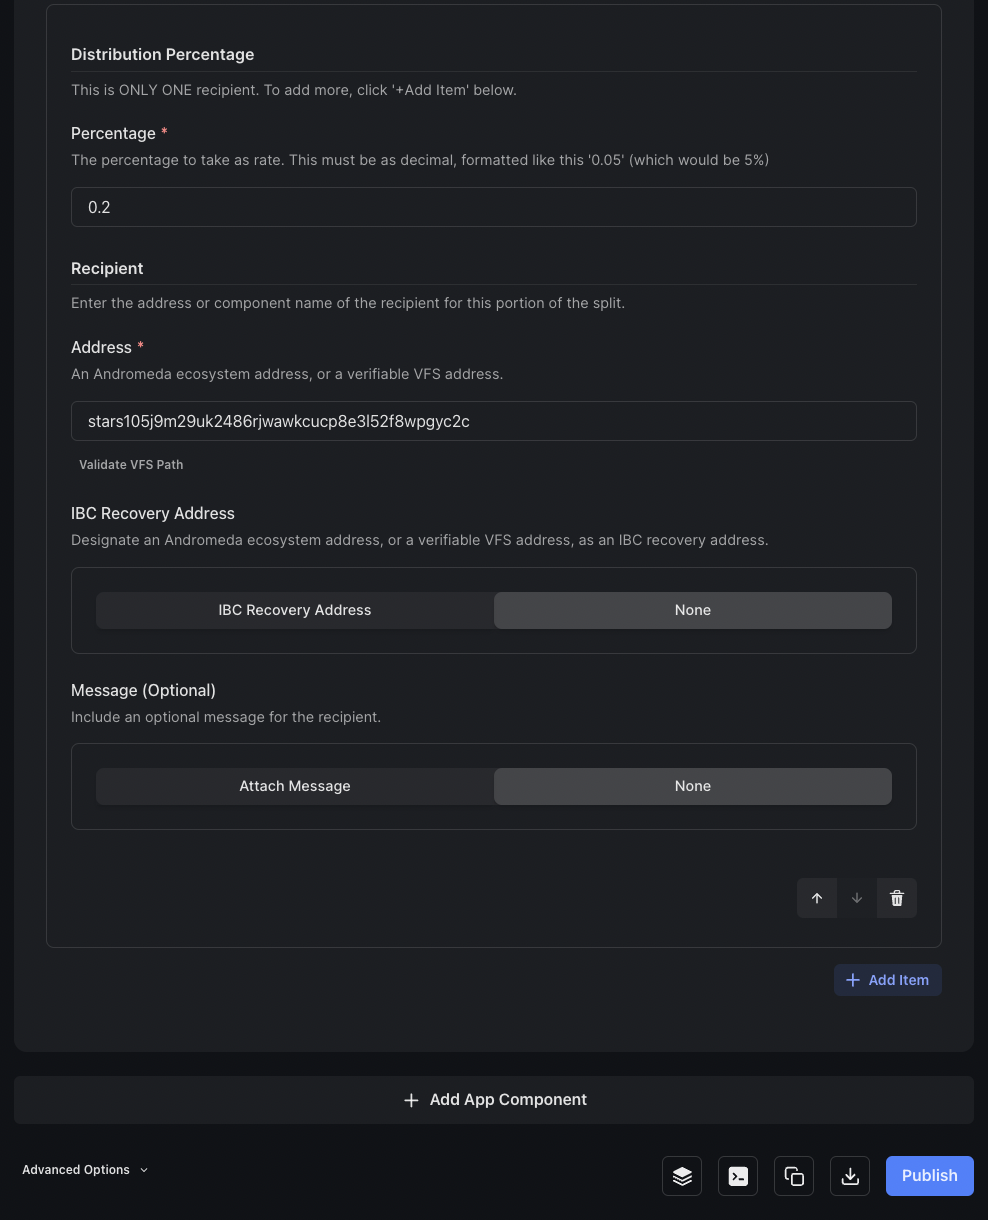 Distribution Percentage
This is ONLY ONE recipient. To add more, click '+Add Item' below.
Percentage *
The percentage to take as rate. This must be as decimal, formatted like this '0.05' (which would be 5%)
0.2
Recipient
Enter the address or component name of the recipient for this portion of the split.
Address *
An Andromeda ecosystem address, or a verifiable VFS address.
stars105j9m29uk2486rjwawkcucp8e3l52f8wpgyc2c
Validate VFS Path
IBC Recovery Address
Designate an Andromeda ecosystem address, or a verifiable VFS address, as an IBC recovery address.
IBC Recovery Address None
Message (Optional)
Include an optional message for the recipient.
Attach Message None
+ Add Item
+ Add App Component
Advanced Options
Publish